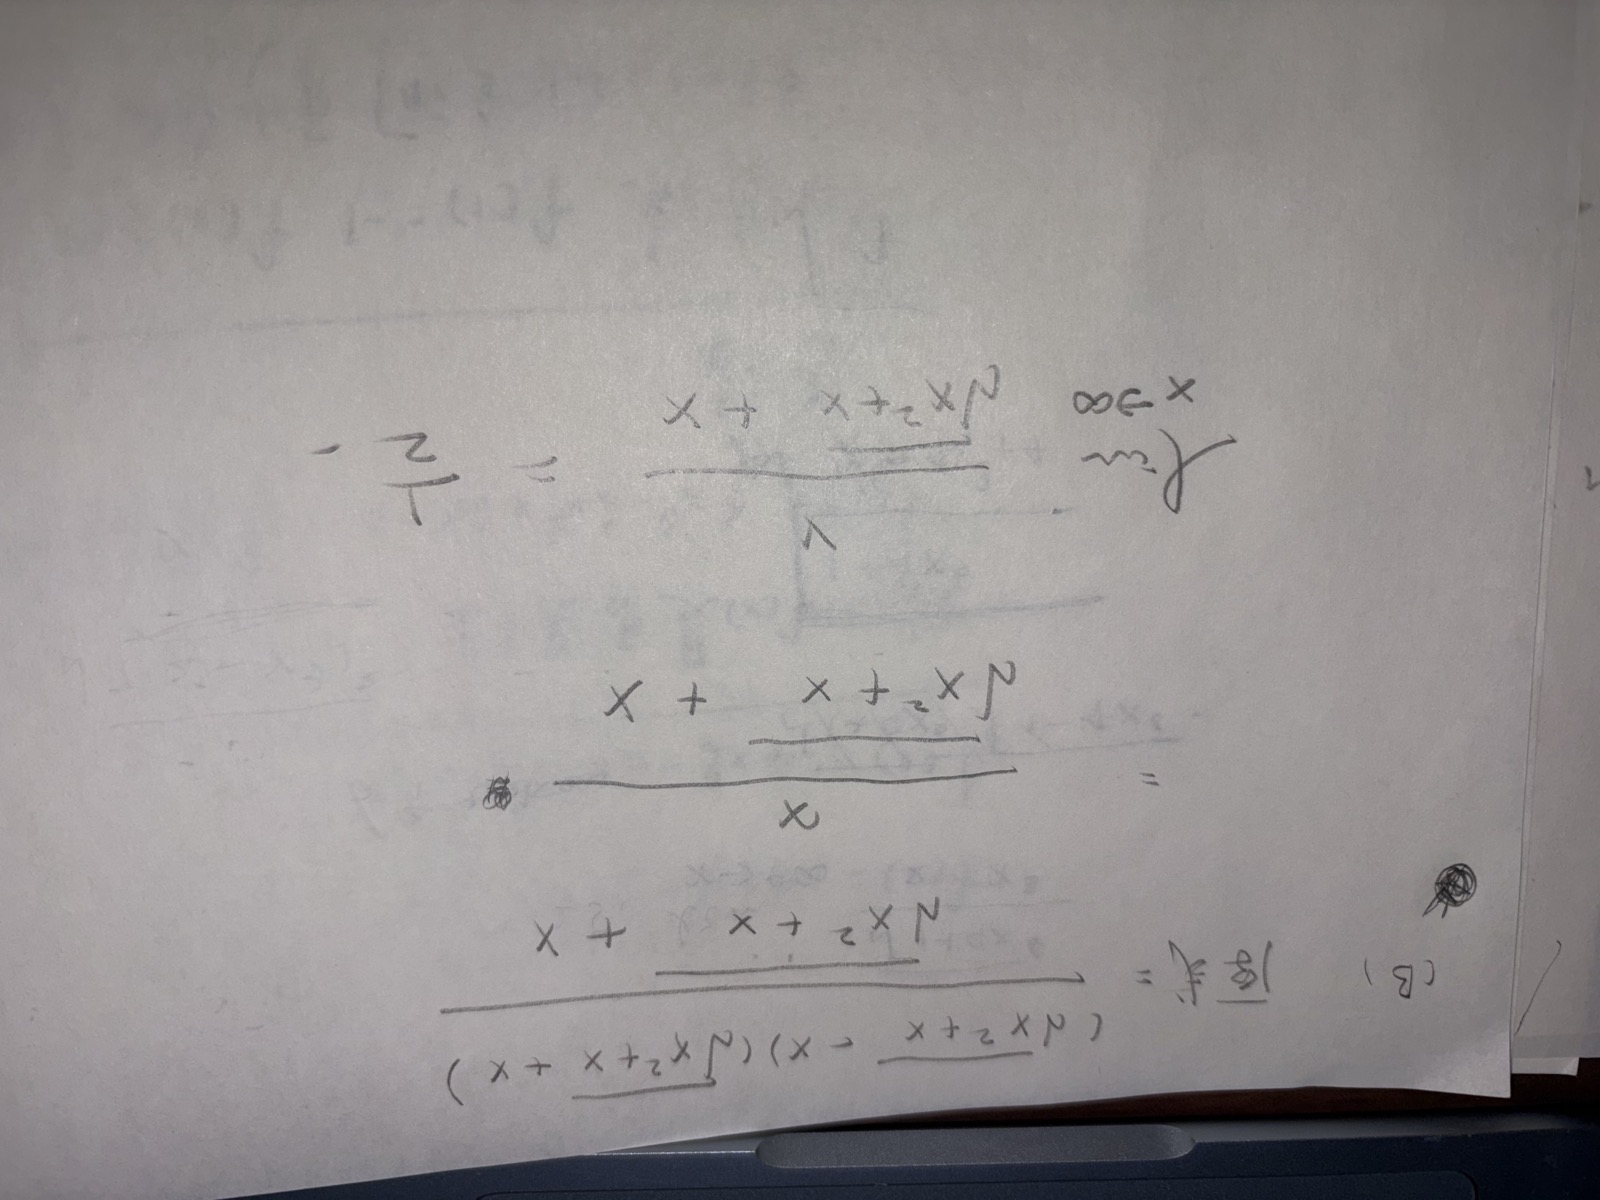 (B) 原式 = ((√(x²+x) - x)(√(x²+x) + x)) / (√(x²+x) + x)
= x / (√(x²+x) + x)
lim x→∞ x / (√(x²+x) + x) = 1/2.